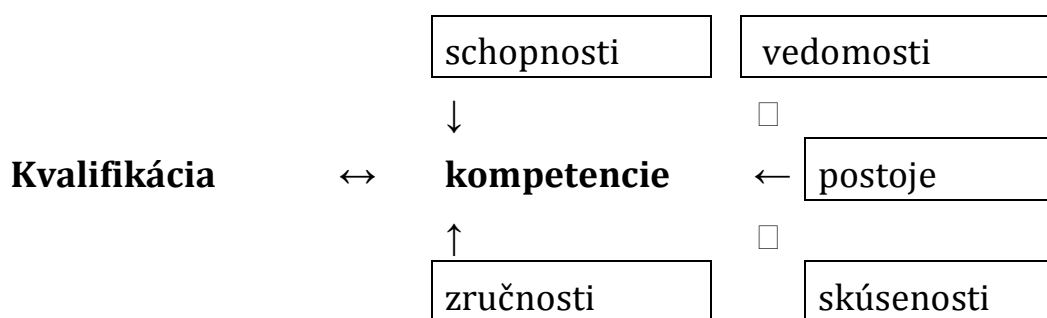 schopnosti vedomosti
↓ □
Kvalifikácia ↔ kompetencie ← postoje
↑ □
zručnosti skúsenosti